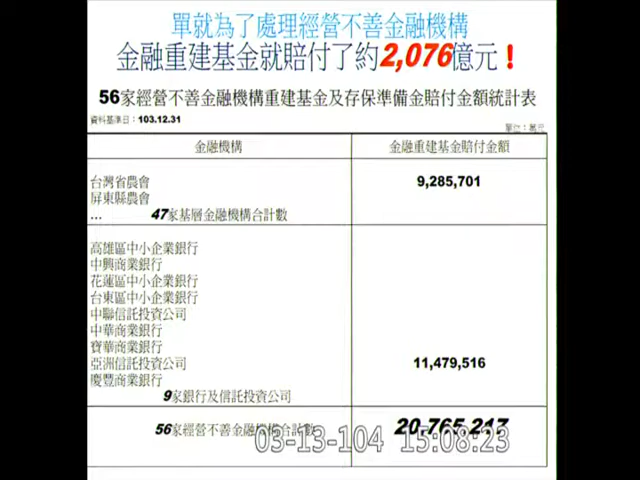 單就為了處理經營不善金融機構
金融重建基金就賠付了約2,076億元！
56家經營不善金融機構重建基金及存保準備金賠付金額統計表
資料基準日：103.12.31
單位：萬元
金融機構 金融重建基金賠付金額
台灣省農會 9,285,701
屏東縣農會
... 47家基層金融機構合計數
高雄區中小企業銀行
中興商業銀行
花蓮區中小企業銀行
台東區中小企業銀行
中聯信託投資公司
中華商業銀行
寶華商業銀行
亞洲信託投資公司 11,479,516
慶豐商業銀行
9家銀行及信託投資公司
56家經營不善金融機構合計數 20,765,217
03-13-104 15:08:23